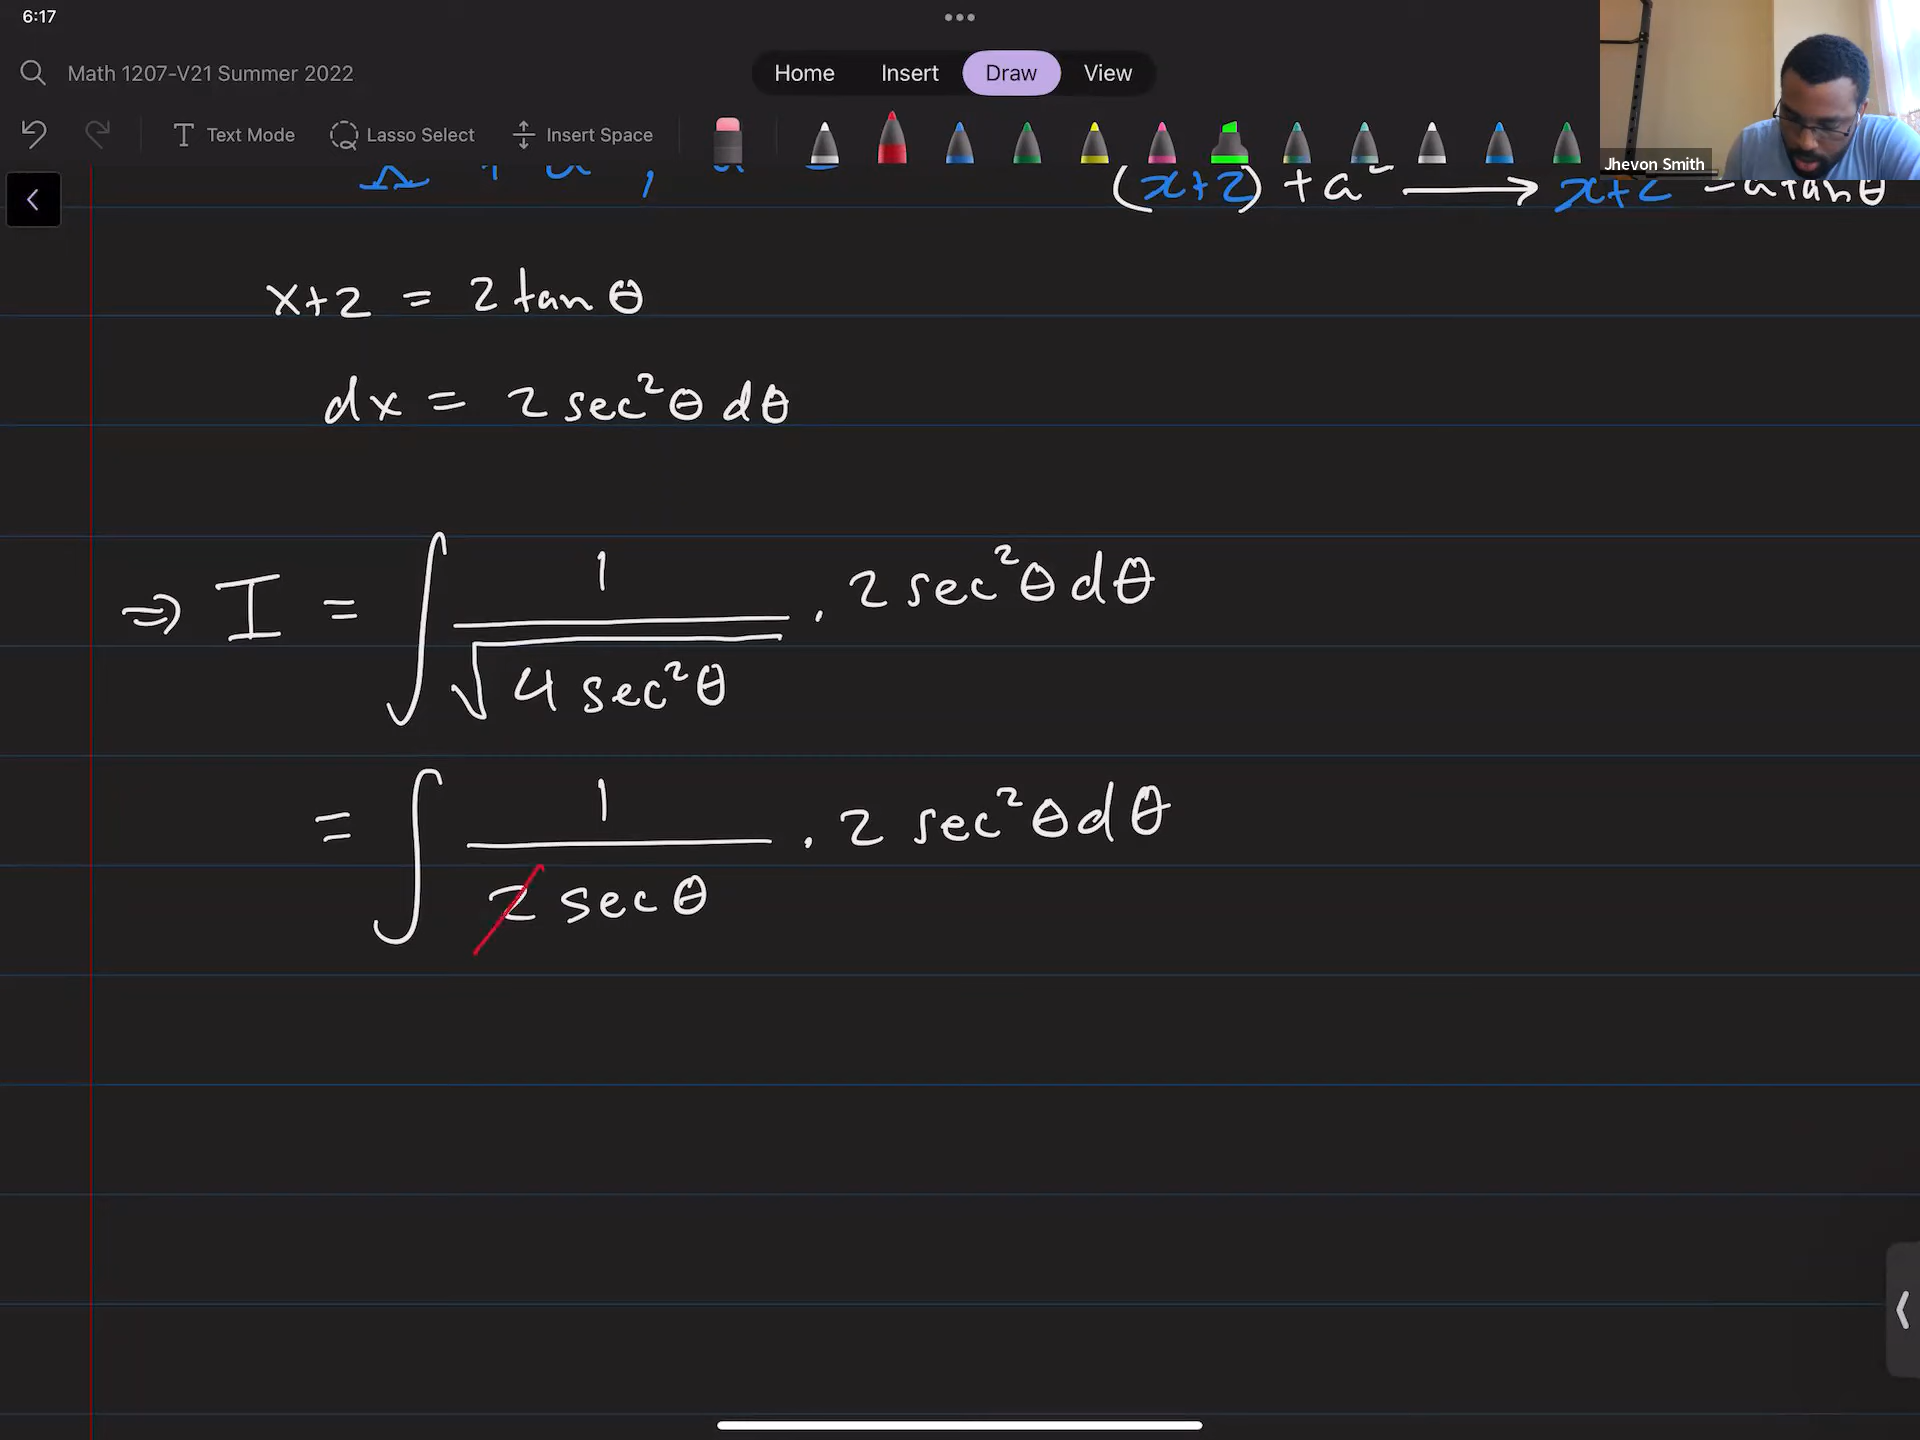 6:17
Math 1207-V21 Summer 2022
Home Insert Draw View
Text Mode Lasso Select Insert Space
Jhevon Smith
(x+2) + a² ⟶ x+2 = a tan θ
x+2 = 2 tan θ
dx = 2 sec²θ dθ
⇒ I = ∫ 1/√(4 sec²θ) · 2 sec²θ dθ
= ∫ 1/(2 sec θ) · 2 sec²θ dθ